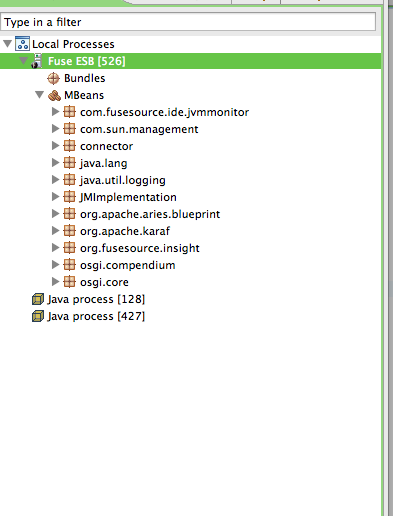 Type in a filter
Local Processes
Fuse ESB [526]
Bundles
MBeans
com.fusesource.ide.jvmmonitor
com.sun.management
connector
java.lang
java.util.logging
JMImplementation
org.apache.aries.blueprint
org.apache.karaf
org.fusesource.insight
osgi.compendium
osgi.core
Java process [128]
Java process [427]